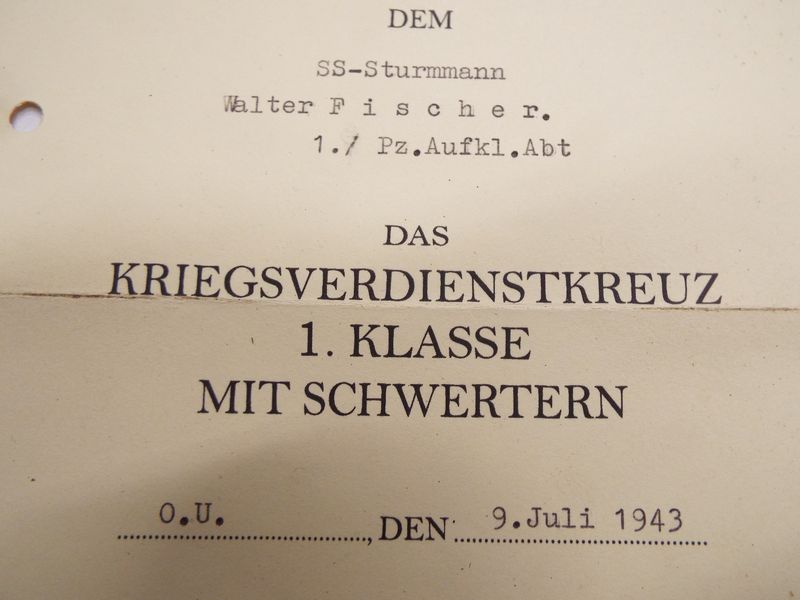 DEM
SS-Sturmmann
Walter F i s c h e r.
1./ Pz.Aufkl.Abt
DAS
KRIEGSVERDIENSTKREUZ
1. KLASSE
MIT SCHWERTERN
O.U. , DEN 9.Juli 1943